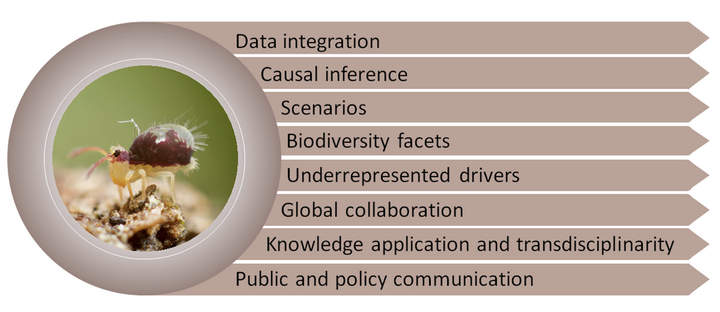 Data integration
Causal inference
Scenarios
Biodiversity facets
Underrepresented drivers
Global collaboration
Knowledge application and transdisciplinarity
Public and policy communication